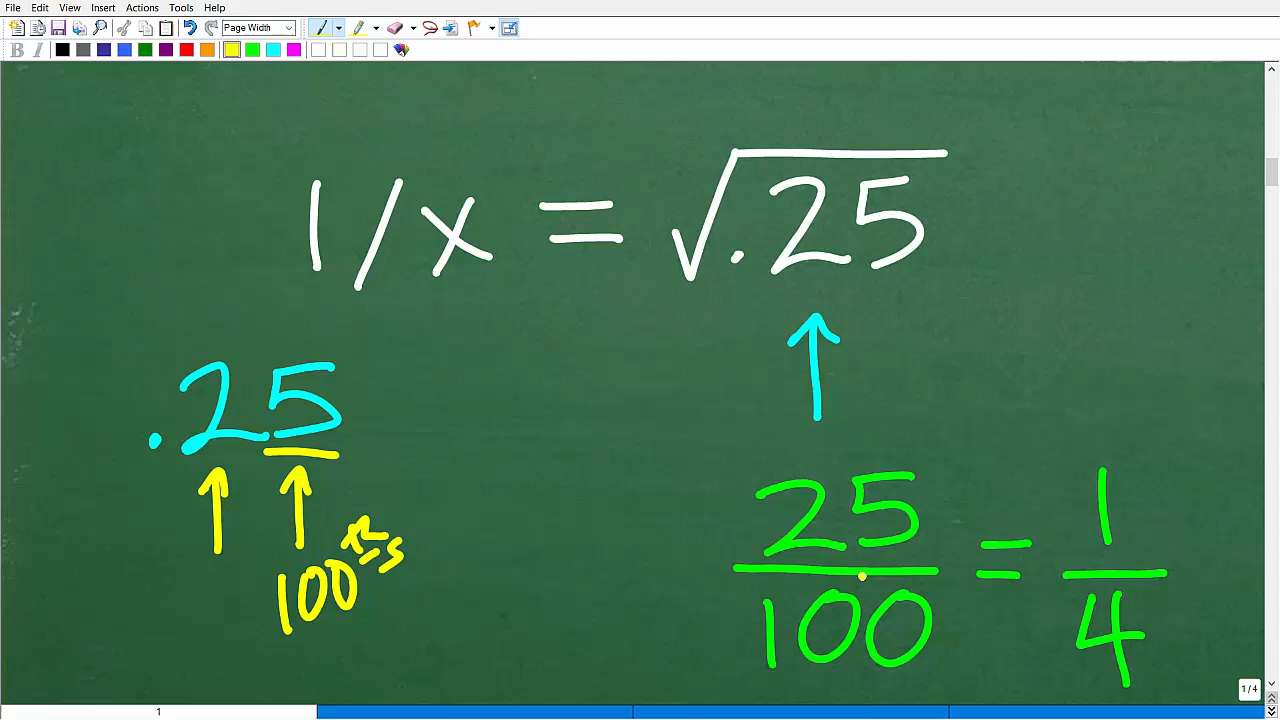 File Edit View Insert Actions Tools Help
Page Width
B I
1/x = √.25
.25
100ths
25/100 = 1/4
1/4
1